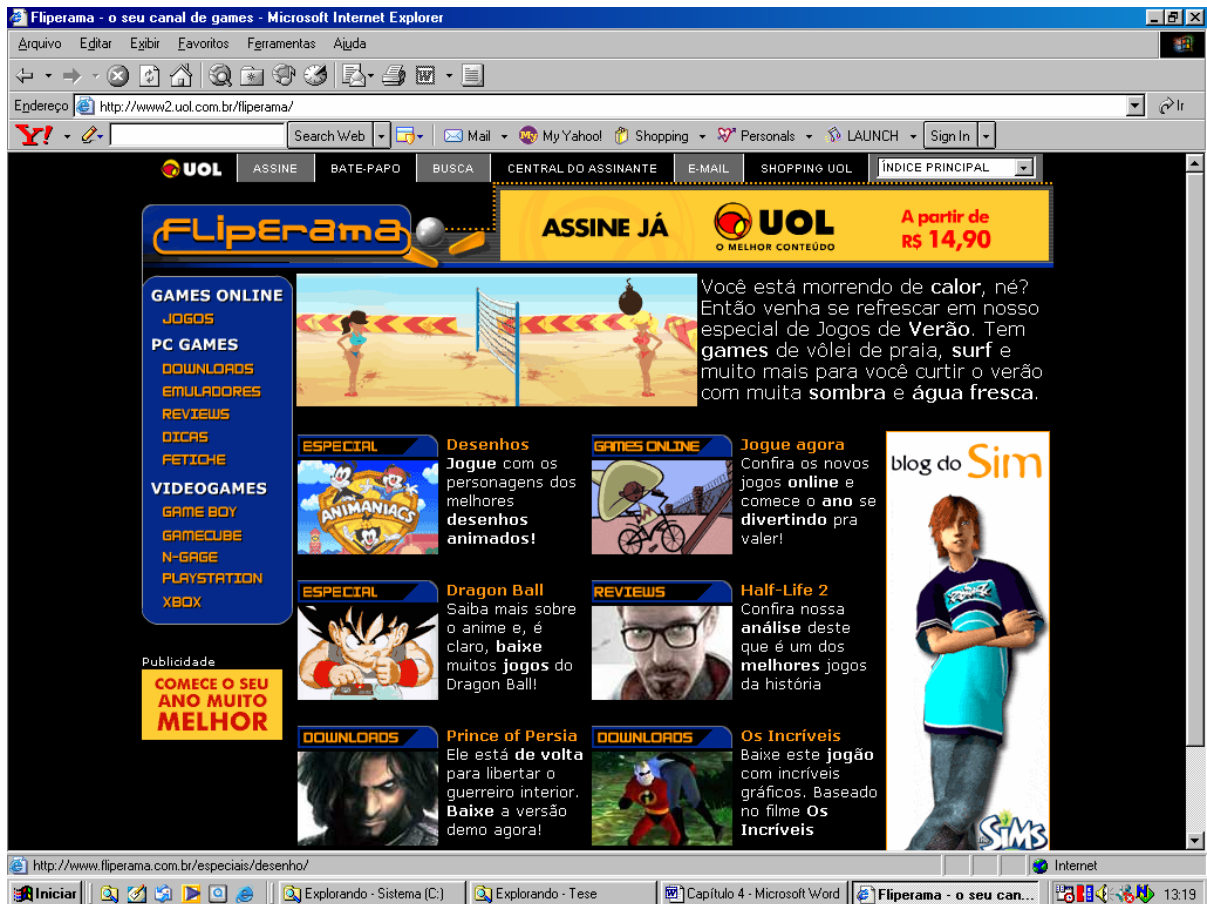 Fliperama - o seu canal de games - Microsoft Internet Explorer
Arquivo Editar Exibir Favoritos Ferramentas Ajuda
Endereço http://www2.uol.com.br/fliperama/ Ir
Y! Search Web Mail My Yahoo! Shopping Personals LAUNCH Sign In
UOL ASSINE BATE-PAPO BUSCA CENTRAL DO ASSINANTE E-MAIL SHOPPING UOL ÍNDICE PRINCIPAL
FLiPErama
ASSINE JÁ
UOL
O MELHOR CONTEÚDO
A partir de
R$ 14,90
GAMES ONLINE
JOGOS
PC GAMES
DOWNLOADS
EMULADORES
REVIEWS
DICAS
FETICHE
VIDEOGAMES
GAME BOY
GAMECUBE
N-GAGE
PLAYSTATION
XBOX
Publicidade
COMECE O SEU
ANO MUITO
MELHOR
Você está morrendo de calor, né?
Então venha se refrescar em nosso
especial de Jogos de Verão. Tem
games de vôlei de praia, surf e
muito mais para você curtir o verão
com muita sombra e água fresca.
ESPECIAL
ANIMANIACS
Desenhos
Jogue com os
personagens dos
melhores
desenhos
animados!
GAMES ONLINE
Jogue agora
Confira os novos
jogos online e
comece o ano se
divertindo pra
valer!
ESPECIAL
Dragon Ball
Saiba mais sobre
o anime e, é
claro, baixe
muitos jogos do
Dragon Ball!
REVIEWS
Half-Life 2
Confira nossa
análise deste
que é um dos
melhores jogos
da história
DOWNLOADS
Prince of Persia
Ele está de volta
para libertar o
guerreiro interior.
Baixe a versão
demo agora!
DOWNLOADS
Os Incríveis
Baixe este jogão
com incríveis
gráficos. Baseado
no filme Os
Incríveis
blog do Sim
THE SiMS
http://www.fliperama.com.br/especiais/desenho/ Internet
Iniciar Explorando - Sistema (C:) Explorando - Tese Capítulo 4 - Microsoft Word Fliperama - o seu can... 13:19